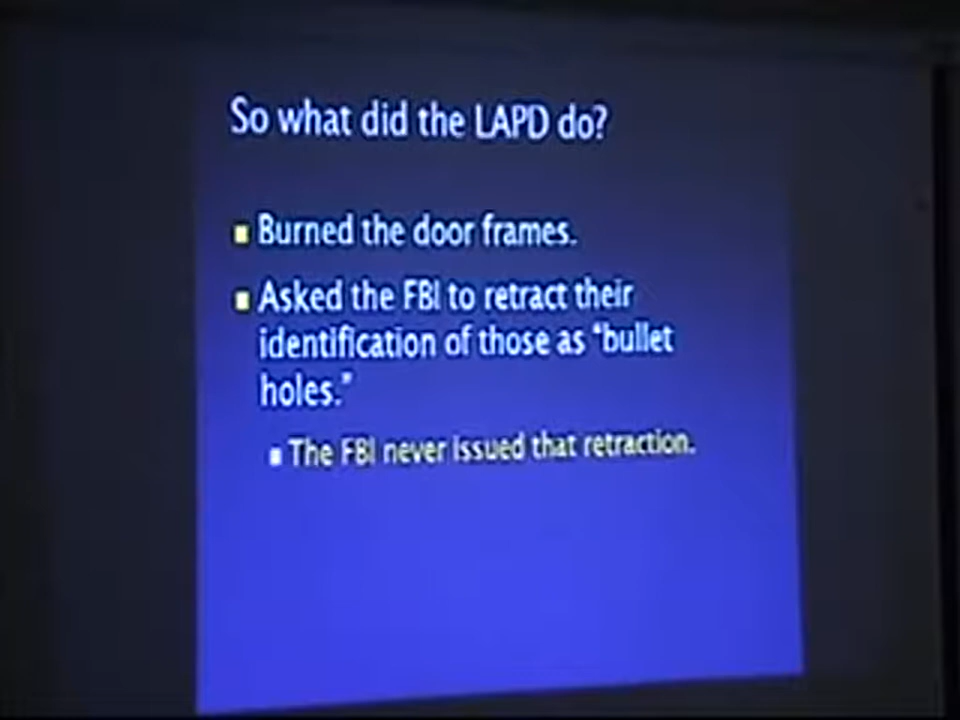 So what did the LAPD do?
Burned the door frames.
Asked the FBI to retract their
identification of those as "bullet
holes."
The FBI never issued that retraction.